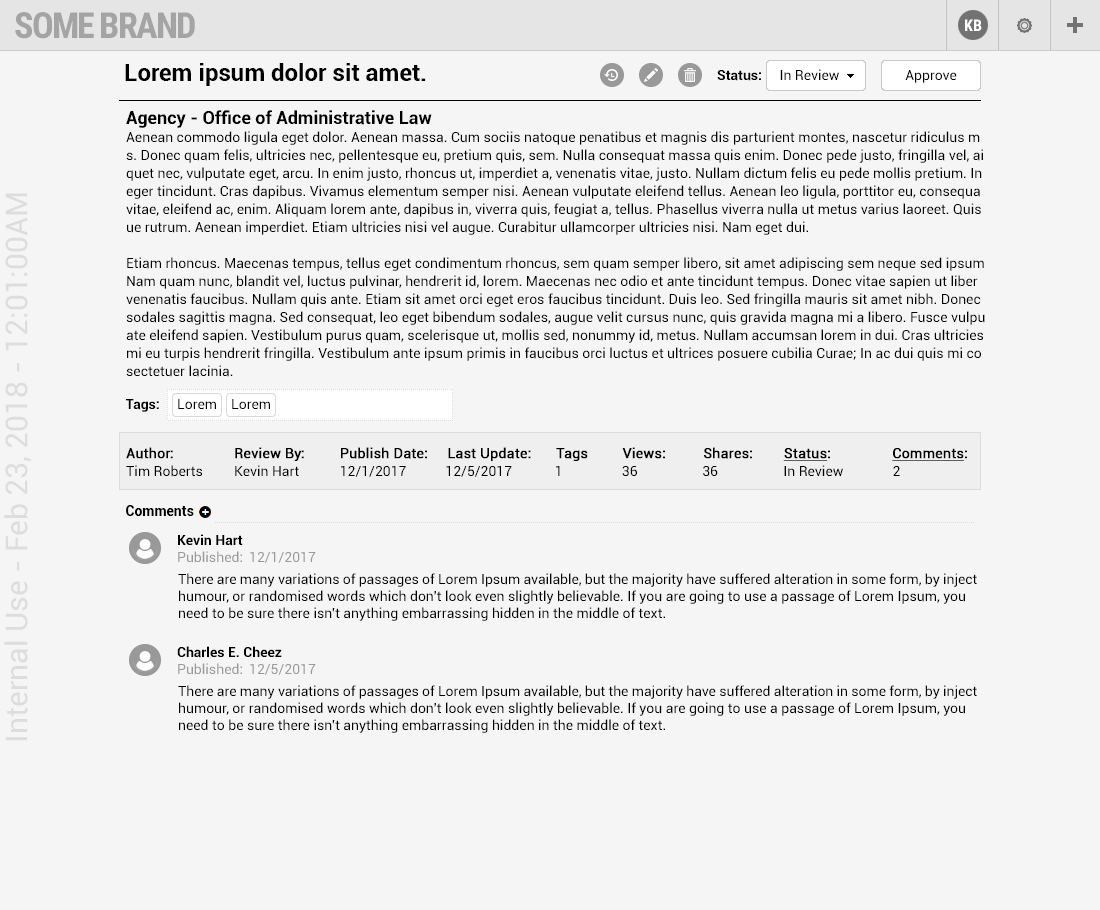 SOME BRAND
KB
Lorem ipsum dolor sit amet.
Status:
In Review
Approve
Agency - Office of Administrative Law
Aenean commodo ligula eget dolor. Aenean massa. Cum sociis natoque penatibus et magnis dis parturient montes, nascetur ridiculus m
s. Donec quam felis, ultricies nec, pellentesque eu, pretium quis, sem. Nulla consequat massa quis enim. Donec pede justo, fringilla vel, ai
quet nec, vulputate eget, arcu. In enim justo, rhoncus ut, imperdiet a, venenatis vitae, justo. Nullam dictum felis eu pede mollis pretium. In
eger tincidunt. Cras dapibus. Vivamus elementum semper nisi. Aenean vulputate eleifend tellus. Aenean leo ligula, porttitor eu, consequa
vitae, eleifend ac, enim. Aliquam lorem ante, dapibus in, viverra quis, feugiat a, tellus. Phasellus viverra nulla ut metus varius laoreet. Quis
ue rutrum. Aenean imperdiet. Etiam ultricies nisi vel augue. Curabitur ullamcorper ultricies nisi. Nam eget dui.
Etiam rhoncus. Maecenas tempus, tellus eget condimentum rhoncus, sem quam semper libero, sit amet adipiscing sem neque sed ipsum
Nam quam nunc, blandit vel, luctus pulvinar, hendrerit id, lorem. Maecenas nec odio et ante tincidunt tempus. Donec vitae sapien ut liber
venenatis faucibus. Nullam quis ante. Etiam sit amet orci eget eros faucibus tincidunt. Duis leo. Sed fringilla mauris sit amet nibh. Donec
sodales sagittis magna. Sed consequat, leo eget bibendum sodales, augue velit cursus nunc, quis gravida magna mi a libero. Fusce vulpu
ate eleifend sapien. Vestibulum purus quam, scelerisque ut, mollis sed, nonummy id, metus. Nullam accumsan lorem in dui. Cras ultricies
mi eu turpis hendrerit fringilla. Vestibulum ante ipsum primis in faucibus orci luctus et ultrices posuere cubilia Curae; In ac dui quis mi co
sectetuer lacinia.
Tags: Lorem Lorem
Author: Review By: Publish Date: Last Update: Tags Views: Shares: Status: Comments:
Tim Roberts Kevin Hart 12/1/2017 12/5/2017 1 36 36 In Review 2
Comments
Kevin Hart
Published: 12/1/2017
There are many variations of passages of Lorem Ipsum available, but the majority have suffered alteration in some form, by inject
humour, or randomised words which don't look even slightly believable. If you are going to use a passage of Lorem Ipsum, you
need to be sure there isn't anything embarrassing hidden in the middle of text.
Charles E. Cheez
Published: 12/5/2017
There are many variations of passages of Lorem Ipsum available, but the majority have suffered alteration in some form, by inject
humour, or randomised words which don't look even slightly believable. If you are going to use a passage of Lorem Ipsum, you
need to be sure there isn't anything embarrassing hidden in the middle of text.
Internal Use - Feb 23, 2018 - 12:01:00AM